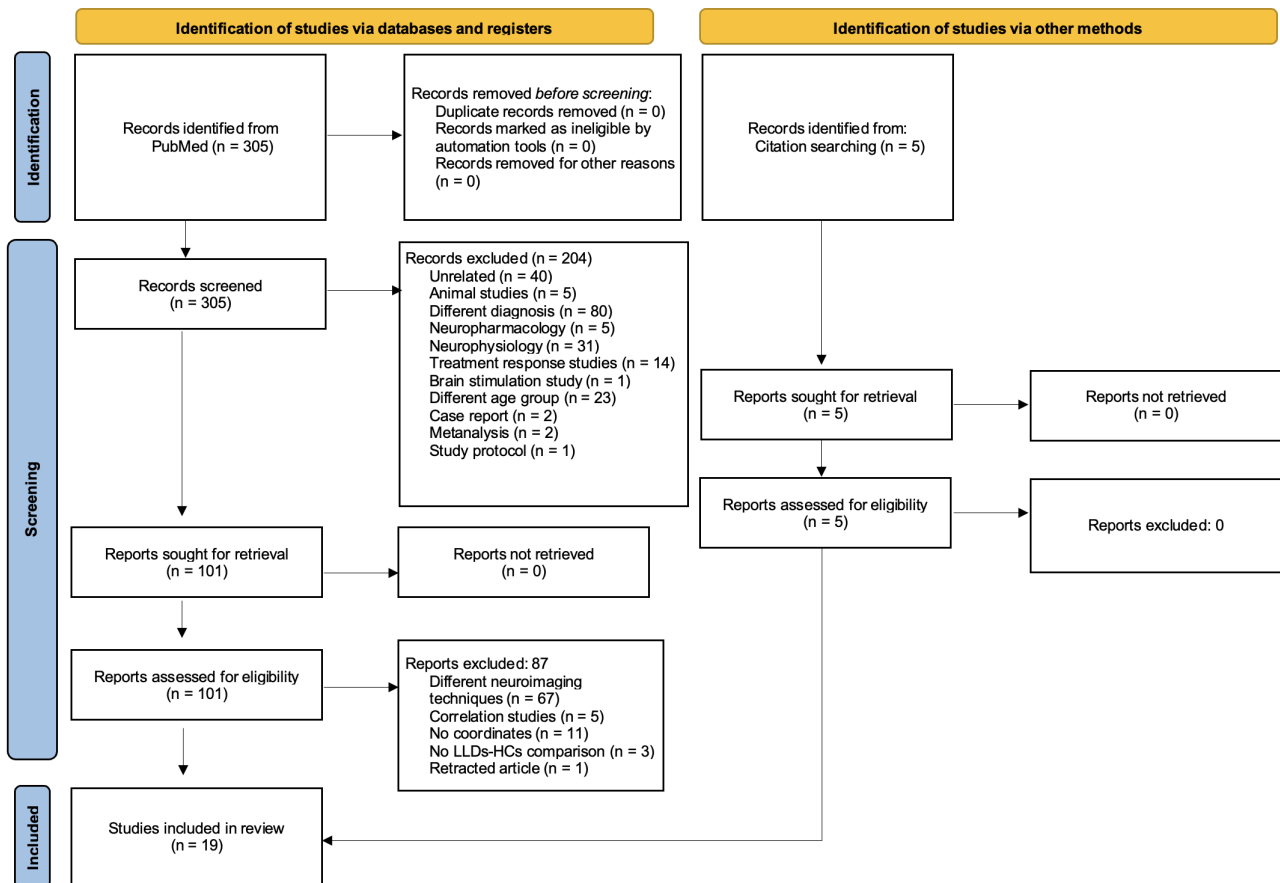 Identification of studies via databases and registers
Identification of studies via other methods
Identification
Records identified from
PubMed (n = 305)
Records removed before screening:
Duplicate records removed (n = 0)
Records marked as ineligible by
automation tools (n = 0)
Records removed for other reasons
(n = 0)
Records identified from:
Citation searching (n = 5)
Screening
Records screened
(n = 305)
Records excluded (n = 204)
Unrelated (n = 40)
Animal studies (n = 5)
Different diagnosis (n = 80)
Neuropharmacology (n = 5)
Neurophysiology (n = 31)
Treatment response studies (n = 14)
Brain stimulation study (n = 1)
Different age group (n = 23)
Case report (n = 2)
Metanalysis (n = 2)
Study protocol (n = 1)
Reports sought for retrieval
(n = 5)
Reports not retrieved
(n = 0)
Reports assessed for eligibility
(n = 5)
Reports excluded: 0
Reports sought for retrieval
(n = 101)
Reports not retrieved
(n = 0)
Reports assessed for eligibility
(n = 101)
Reports excluded: 87
Different neuroimaging
techniques (n = 67)
Correlation studies (n = 5)
No coordinates (n = 11)
No LLDs-HCs comparison (n = 3)
Retracted article (n = 1)
Included
Studies included in review
(n = 19)